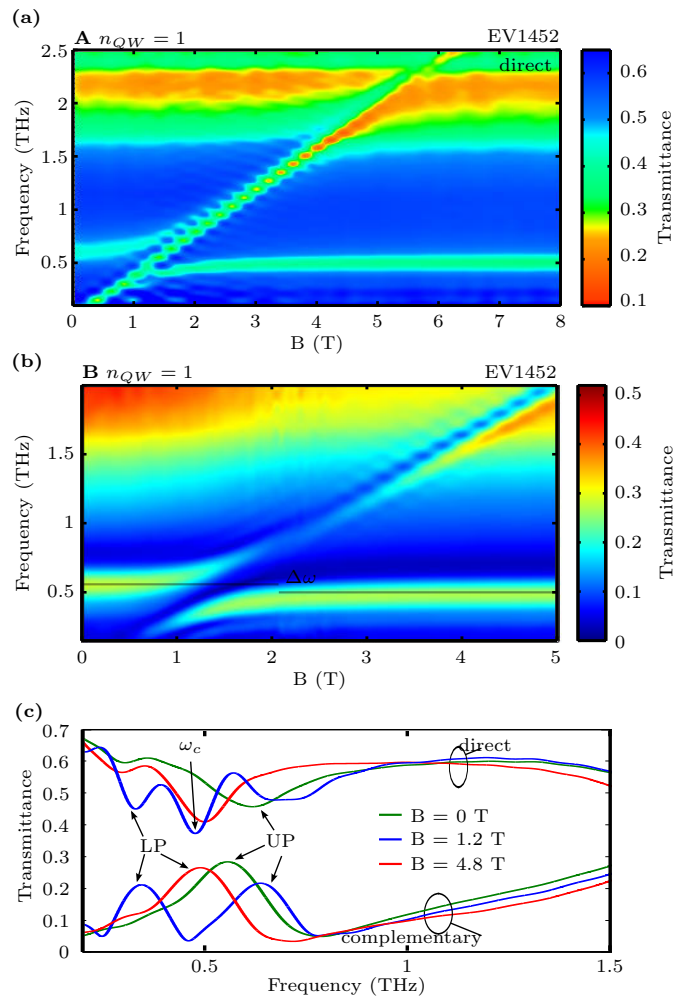 (a)
A n_QW = 1 EV1452
direct
2.5
2
1.5
1
0.5
Frequency (THz)
0 1 2 3 4 5 6 7 8
B (T)
0.6
0.5
0.4
0.3
0.2
0.1
Transmittance
(b)
B n_QW = 1 EV1452
1.5
1
0.5
Frequency (THz)
Δω
0 1 2 3 4 5
B (T)
0.5
0.4
0.3
0.2
0.1
0
Transmittance
(c)
0.7
0.6
0.5
0.4
0.3
0.2
0.1
0
Transmittance
ω_c
direct
LP
UP
B = 0 T
B = 1.2 T
B = 4.8 T
complementary
0.5 1 1.5
Frequency (THz)